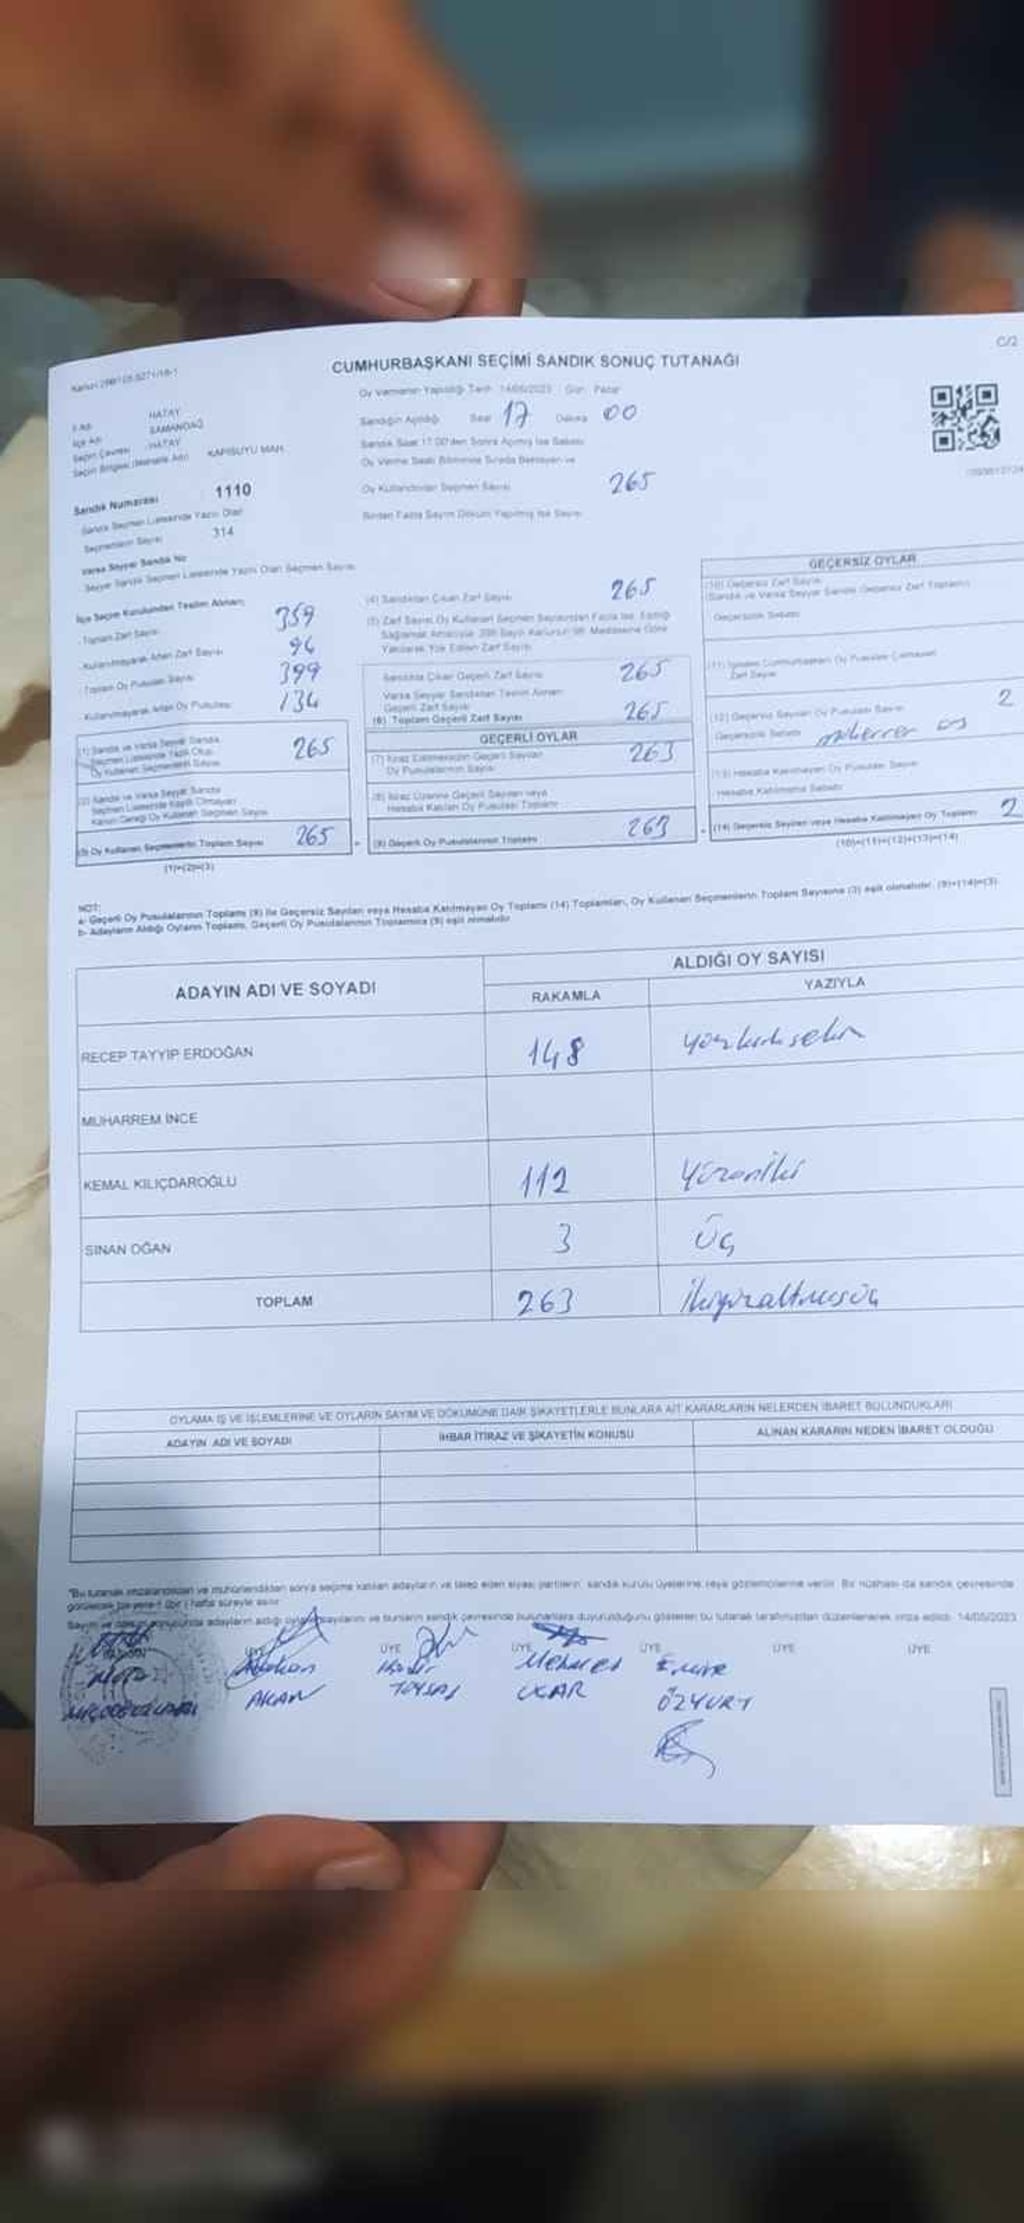 C/2
CUMHURBAŞKANI SEÇİMİ SANDIK SONUÇ TUTANAĞI
Oy Vermenin Yapıldığı Tarih 14/05/2023 Gün Pazar
HATAY
İlçe Adı SAMANDAĞ
Seçim Çevresi HATAY
Seçim Bölgesi (Mahalle Adı) KAPISUYU MAH.
Sandığın Açıldığı Saat 17 Dakika 00
Sandık Saat 17.00'den Sonra Açılmış İse Sebebi
Oy Verme Saati Bitiminde Sırada Bekleyen ve
Oy Kullandırılan Seçmen Sayısı 265
Birden Fazla Sayım Döküm Yapılmış İse Sayısı
Sandık Numarası 1110
Sandık Seçmen Listesinde Yazılı Olan
Seçmenlerin Sayısı 314
Varsa Seyyar Sandık No
Seyyar Sandık Seçmen Listesinde Yazılı Olan Seçmen Sayısı
İlçe Seçim Kurulundan Teslim Alınan;
Toplam Zarf Sayısı 359
Kullanılmayarak Artan Zarf Sayısı 94
Toplam Oy Pusulası Sayısı 399
Kullanılmayarak Artan Oy Pusulası 134
(1) Sandık ve Varsa Seyyar Sandık
Seçmen Listesinde Yazılı Olup
Oy Kullanan Seçmenlerin Sayısı 265
(2) Sandık ve Varsa Seyyar Sandık
Seçmen Listesinde Kayıtlı Olmayan
Kanun Gereği Oy Kullanan Seçmen Sayısı
(3) Oy Kullanan Seçmenlerin Toplam Sayısı 265
(1)+(2)=(3)
(4) Sandıktan Çıkan Zarf Sayısı 265
(5) Zarf Sayısı Oy Kullanan Seçmen Sayısından Fazla İse, Eşitliği
Sağlamak Amacıyla 298 Sayılı Kanunun 98. Maddesine Göre
Yakılarak Yok Edilen Zarf Sayısı
Sandıkta Çıkan Geçerli Zarf Sayısı 265
Varsa Seyyar Sandıktan Teslim Alınan
Geçerli Zarf Sayısı
(6) Toplam Geçerli Zarf Sayısı 265
GEÇERLİ OYLAR
(7) İtiraz Edilmeksizin Geçerli Sayılan
Oy Pusulalarının Sayısı 263
(8) İtiraz Üzerine Geçerli Sayılan veya
Hesaba Katılan Oy Pusulası Toplamı
(9) Geçerli Oy Pusulalarının Toplamı 263
GEÇERSİZ OYLAR
(10) Geçersiz Zarf Sayısı
(Sandık ve Varsa Seyyar Sandık Geçersiz Zarf Toplamı)
Geçersizlik Sebebi
(11) İçinden Cumhurbaşkanı Oy Pusulası Çıkmayan
Zarf Sayısı
(12) Geçersiz Sayılan Oy Pusulası Sayısı 2
Geçersizlik Sebebi
(13) Hesaba Katılmayan Oy Pusulası Sayısı
Hesaba Katılmama Sebebi
(14) Geçersiz Sayılan veya Hesaba Katılmayan Oy Toplamı 2
(10)+(11)+(12)+(13)=(14)
NOT:
a- Geçerli Oy Pusulalarının Toplamı (9) ile Geçersiz Sayılan veya Hesaba Katılmayan Oy Toplamı (14) Toplamları, Oy Kullanan Seçmenlerin Toplam Sayısına (3) eşit olmalıdır. (9)+(14)=(3)
b- Adayların Aldığı Oyların Toplamı, Geçerli Oy Pusulalarının Toplamına (9) eşit olmalıdır.
ADAYIN ADI VE SOYADI
ALDIĞI OY SAYISI
RAKAMLA YAZIYLA
RECEP TAYYİP ERDOĞAN 148 yüzkırksekiz
MUHARREM İNCE
KEMAL KILIÇDAROĞLU 112 yüzoniki
SİNAN OĞAN 3 üç
TOPLAM 263 ikiyüzaltmışüç
OYLAMA İŞ VE İŞLEMLERİNE VE OYLARIN SAYIM VE DÖKÜMÜNE DAİR ŞİKAYETLERLE BUNLARA AİT KARARLARIN NELERDEN İBARET BULUNDUKLARI
ADAYIN ADI VE SOYADI İHBAR İTİRAZ VE ŞİKAYETİN KONUSU ALINAN KARARIN NEDEN İBARET OLDUĞU
"Bu tutanak imzalandıktan ve mühürlendikten sonra seçime katılan adayların ve talep eden siyasi partilerin sandık kurulu üyelerine veya gözlemcilerine verilir. Bir nüshası da sandık çevresinde
görülecek bir yere 1 (bir) hafta süreyle asılır.
Sayım ve döküm sonucunda adayların aldığı oyların sayılarını ve bunların sandık çevresinde bulunanlara duyurulduğunu gösteren bu tutanak tarafımızdan düzenlenerek imza edildi. 14/05/2023
ÜYE ÜYE ÜYE ÜYE ÜYE
Mehmet Emine
AKAN UÇAR ÖZYURT